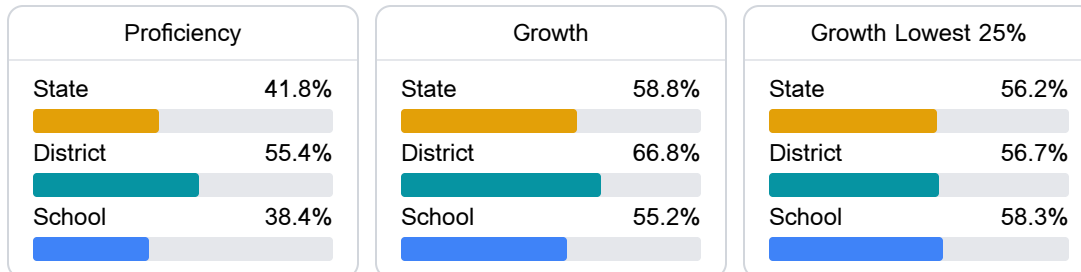 Proficiency
State 41.8%
District 55.4%
School 38.4%
Growth
State 58.8%
District 66.8%
School 55.2%
Growth Lowest 25%
State 56.2%
District 56.7%
School 58.3%